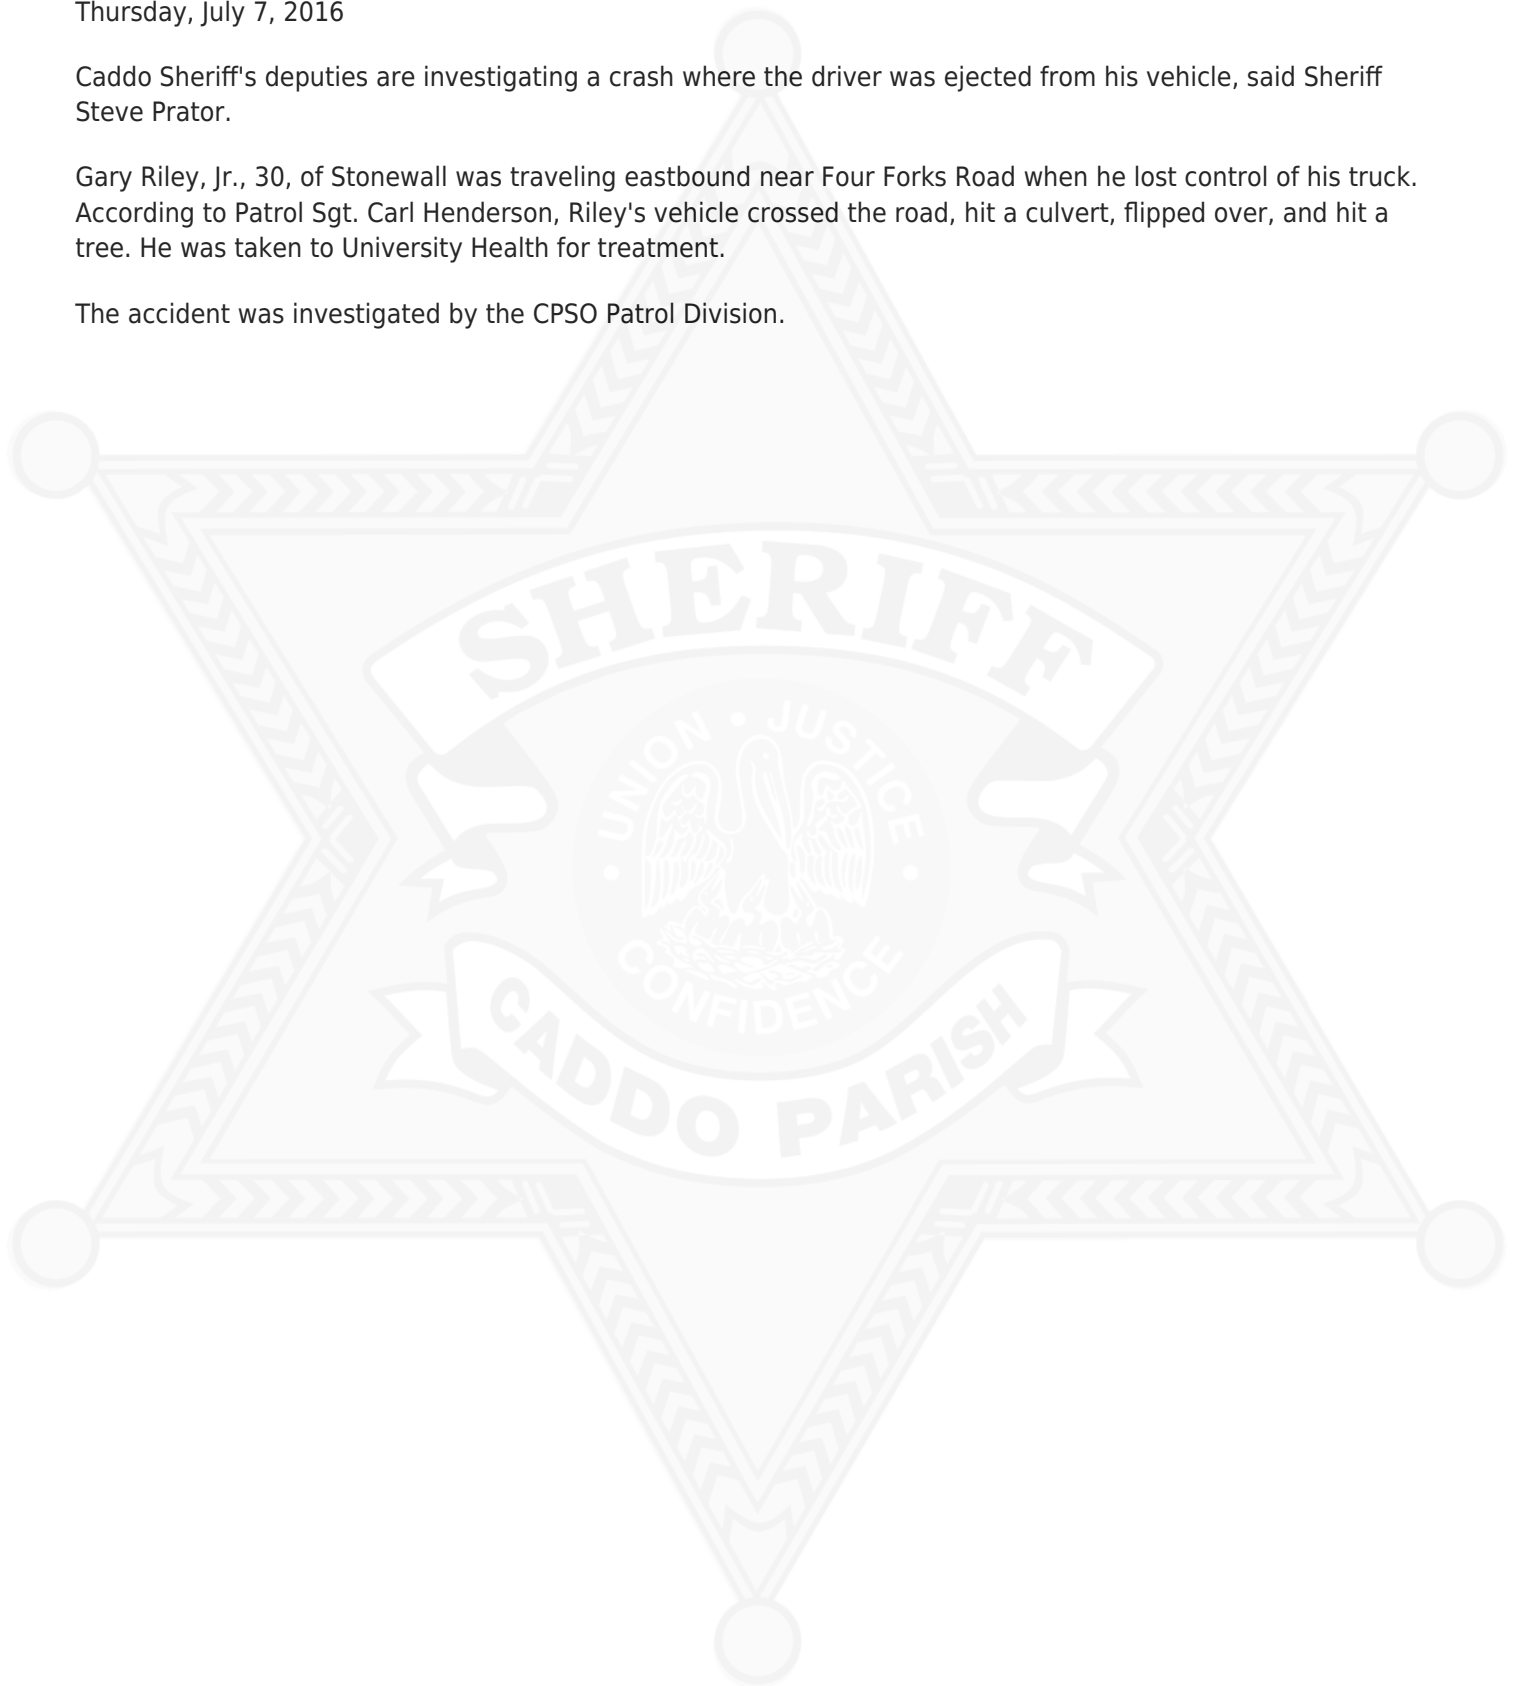 Thursday, July 7, 2016
Caddo Sheriff's deputies are investigating a crash where the driver was ejected from his vehicle, said Sheriff
Steve Prator.
Gary Riley, Jr., 30, of Stonewall was traveling eastbound near Four Forks Road when he lost control of his truck.
According to Patrol Sgt. Carl Henderson, Riley's vehicle crossed the road, hit a culvert, flipped over, and hit a
tree. He was taken to University Health for treatment.
The accident was investigated by the CPSO Patrol Division.
SHERIFF
UNION • JUSTICE
• CONFIDENCE •
CADDO PARISH